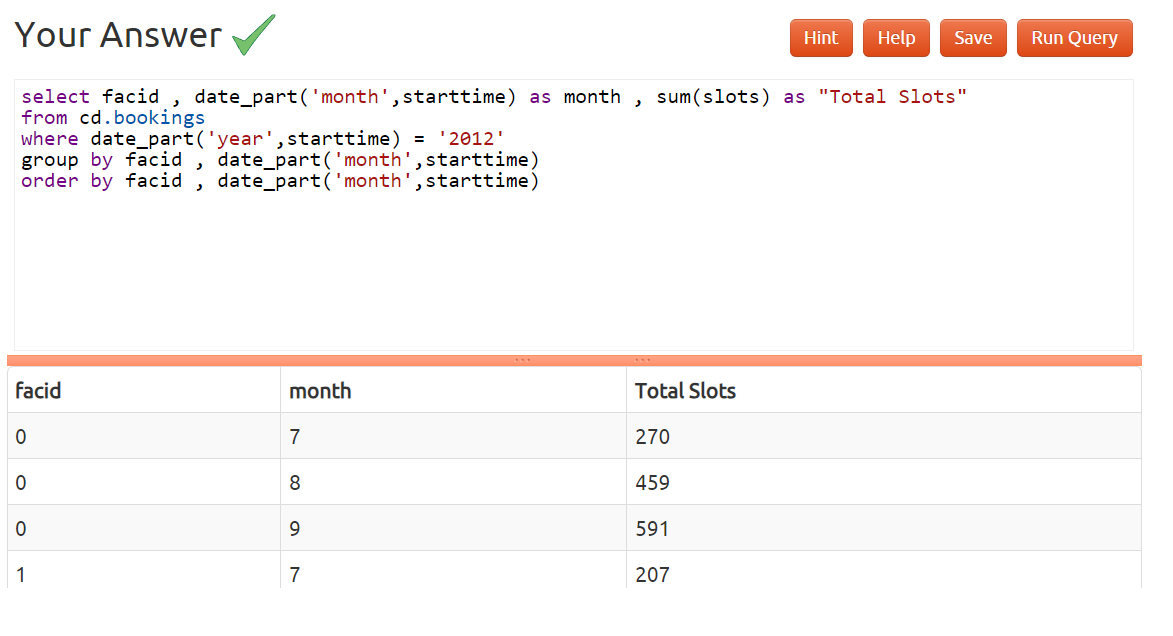 Your Answer
Hint Help Save Run Query
select facid , date_part('month',starttime) as month , sum(slots) as "Total Slots"
from cd.bookings
where date_part('year',starttime) = '2012'
group by facid , date_part('month',starttime)
order by facid , date_part('month',starttime)
facid month Total Slots
0 7 270
0 8 459
0 9 591
1 7 207